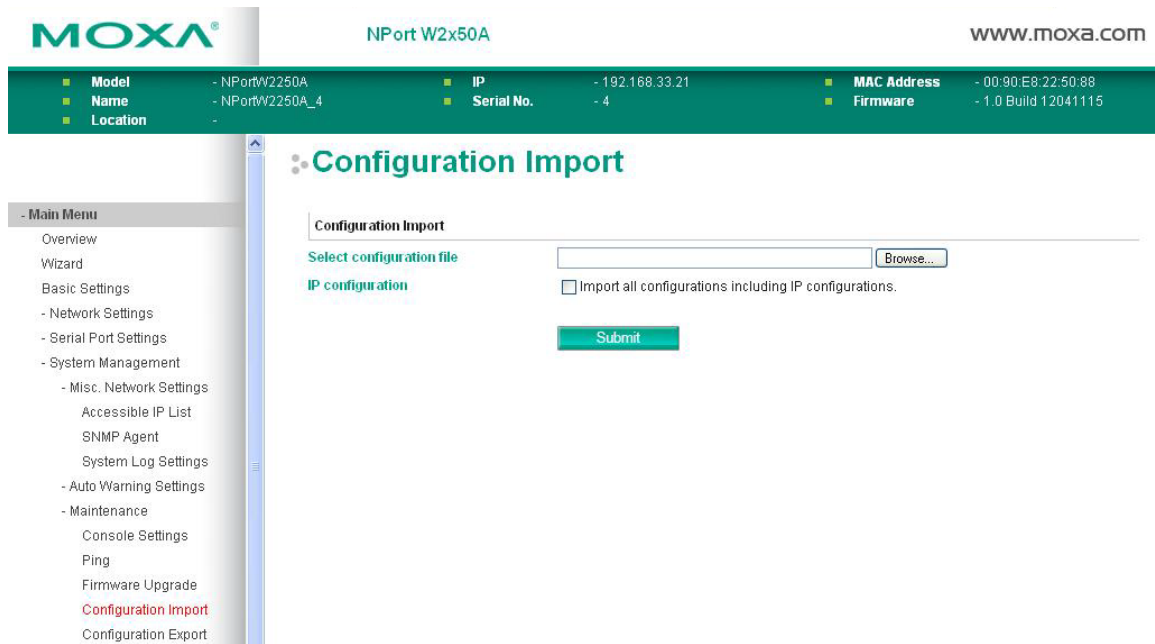 MOXA®
NPort W2x50A
www.moxa.com
Model - NPortW2250A
IP - 192.168.33.21
MAC Address - 00:90:E8:22:50:88
Name - NPortW2250A_4
Serial No. - 4
Firmware - 1.0 Build 12041115
Location -
Configuration Import
- Main Menu
Overview
Wizard
Basic Settings
- Network Settings
- Serial Port Settings
- System Management
- Misc. Network Settings
Accessible IP List
SNMP Agent
System Log Settings
- Auto Warning Settings
- Maintenance
Console Settings
Ping
Firmware Upgrade
Configuration Import
Configuration Export
Configuration Import
Select configuration file
Browse...
IP configuration
Import all configurations including IP configurations.
Submit